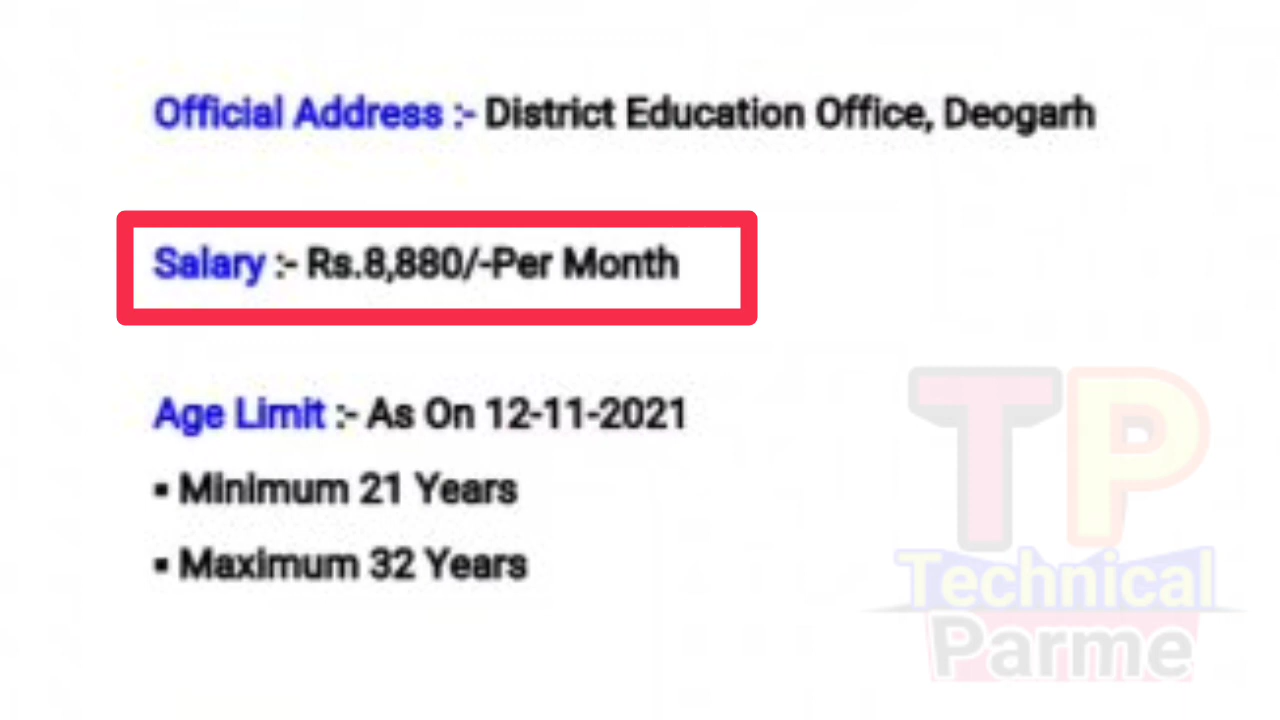 Official Address :- District Education Office, Deogarh
Salary :- Rs.8,880/-Per Month
Age Limit :- As On 12-11-2021
▪ Minimum 21 Years
▪ Maximum 32 Years
TP
Technical
Parme